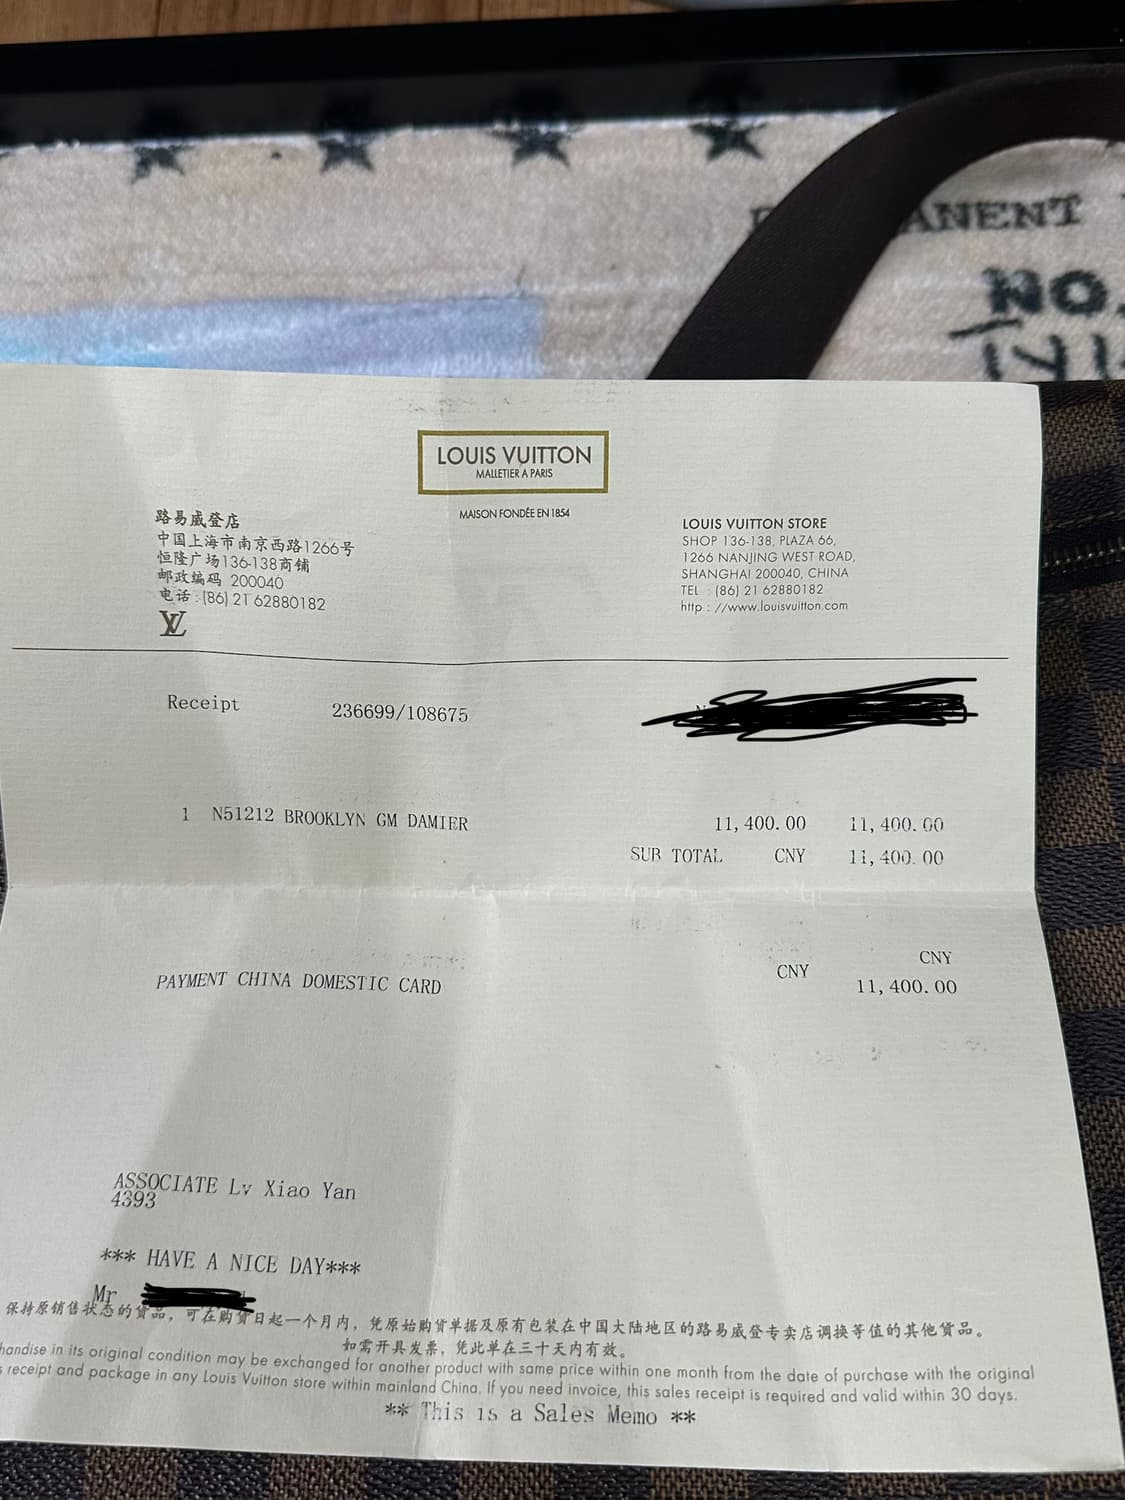 ANENT
NO.
LOUIS VUITTON
MALLETIER A PARIS
MAISON FONDÉE EN 1854
路易威登店
中国上海市南京西路1266号
恒隆广场136-138商铺
邮政编码 200040
电话:(86) 21 62880182
LV
LOUIS VUITTON STORE
SHOP 136-138, PLAZA 66,
1266 NANJING WEST ROAD,
SHANGHAI 200040, CHINA
TEL : (86) 21 62880182
http : //www.louisvuitton.com
Receipt 236699/108675
1 N51212 BROOKLYN GM DAMIER 11,400.00 11,400.00
SUB TOTAL CNY 11,400.00
CNY
PAYMENT CHINA DOMESTIC CARD CNY 11,400.00
ASSOCIATE Lv Xiao Yan
4393
*** HAVE A NICE DAY***
Mr
保持原销售状态的货品，可在购货日起一个月内，凭原始购货单据及原有包装在中国大陆地区的路易威登专卖店调换等值的其他货品。
如需开具发票，凭此单在三十天内有效。
handise in its original condition may be exchanged for another product with same price within one month from the date of purchase with the original
s receipt and package in any Louis Vuitton store within mainland China. If you need invoice, this sales receipt is required and valid within 30 days.
** This is a Sales Memo **